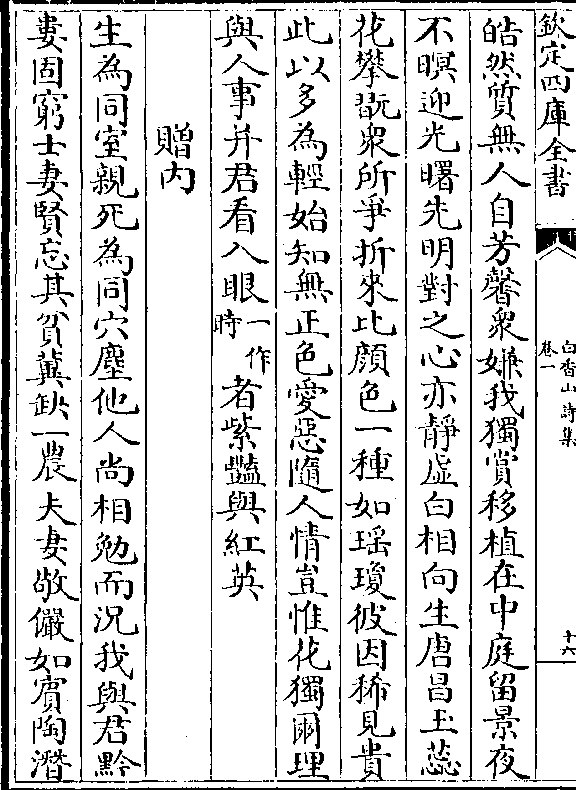 欽定四庫全書
白香山詩集
卷一
十六
皓然質無人自芳馨衆嫌我獨賞移植在中庭留景夜
不暝迎光曙先明對之心亦靜虚白相向生唐昌玉蕊
花攀翫衆所爭折來比顔色一種如瑶瓊彼因稀見貴
此以多為輕始知無正色愛惡隨人情豈惟花獨爾理
與人事并君看入眼一作時者紫豔與紅英
贈内
生為同室親死為同穴塵他人尚相勉而況我與君黔
婁固窮士妻賢忘其貧冀缺一農夫妻敬儼如賔陶潛